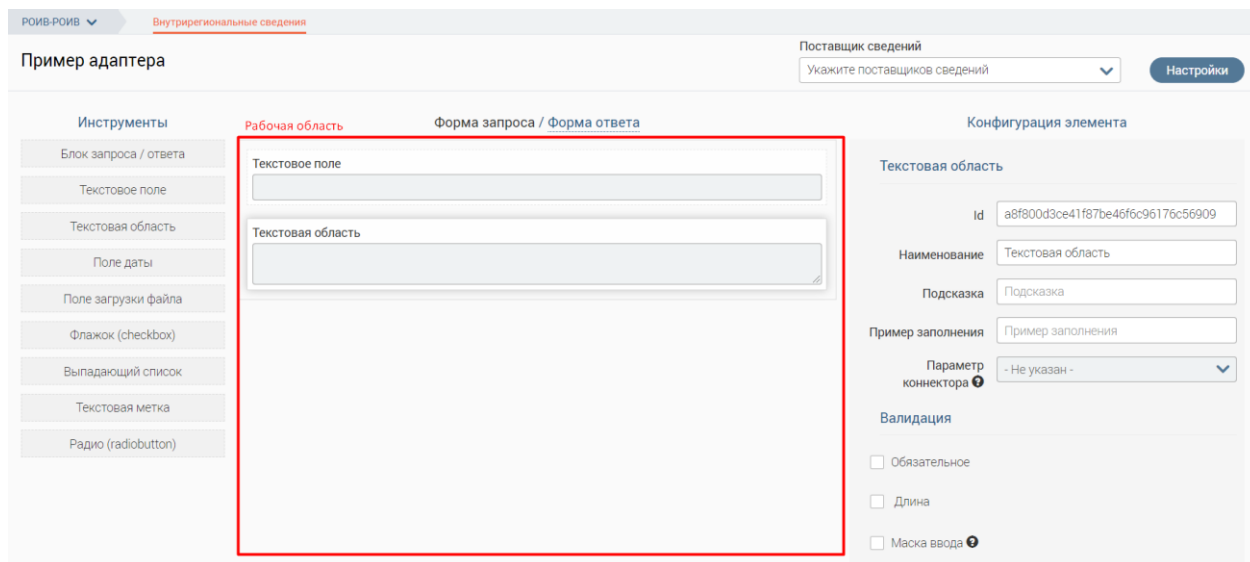 РОИВ-РОИВ
Внутрирегиональные сведения
Пример адаптера
Поставщик сведений
Укажите поставщиков сведений
Настройки
Инструменты
Блок запроса / ответа
Текстовое поле
Текстовая область
Поле даты
Поле загрузки файла
Флажок (checkbox)
Выпадающий список
Текстовая метка
Радио (radiobutton)
Рабочая область
Форма запроса / Форма ответа
Текстовое поле
Текстовая область
Конфигурация элемента
Текстовая область
Id a8f800d3ce41f87be46f6c96176c56909
Наименование Текстовая область
Подсказка Подсказка
Пример заполнения Пример заполнения
Параметр
коннектора ? - Не указан -
Валидация
Обязательное
Длина
Маска ввода ?